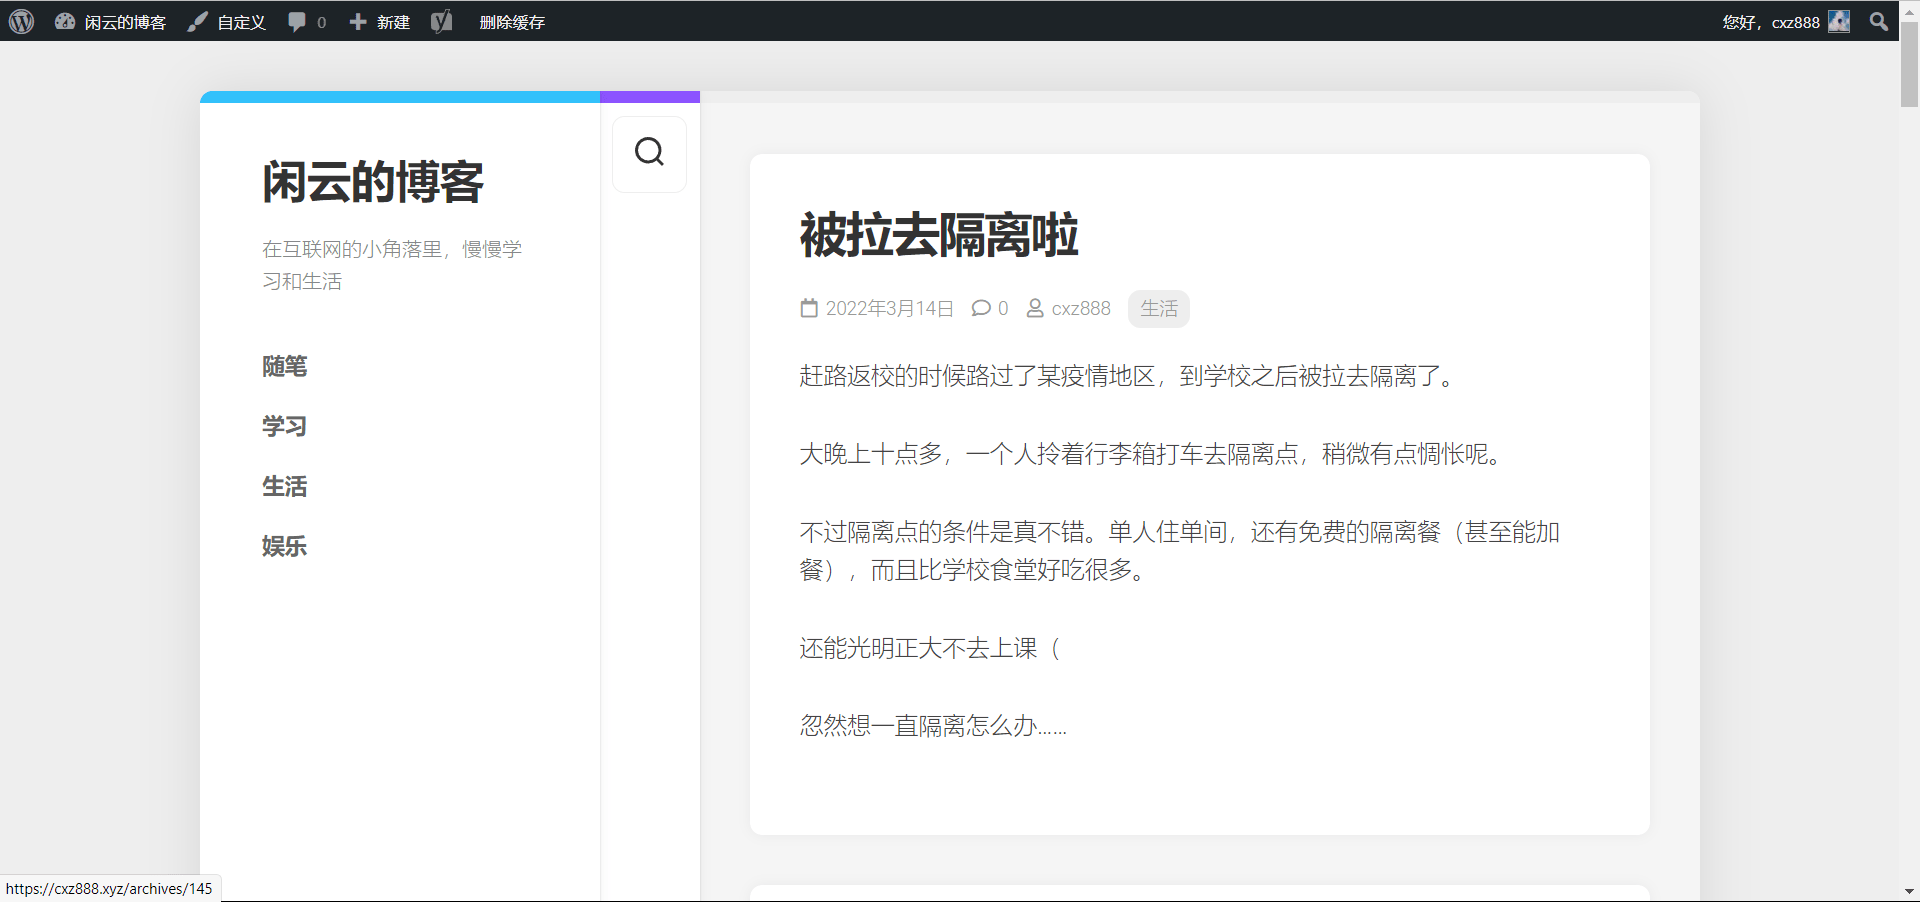 闲云的博客 自定义 0 新建 删除缓存 您好，cxz888
闲云的博客
在互联网的小角落里，慢慢学
习和生活
随笔
学习
生活
娱乐
被拉去隔离啦
2022年3月14日 0 cxz888 生活
赶路返校的时候路过了某疫情地区，到学校之后被拉去隔离了。
大晚上十点多，一个人拎着行李箱打车去隔离点，稍微有点惆怅呢。
不过隔离点的条件是真不错。单人住单间，还有免费的隔离餐（甚至能加
餐），而且比学校食堂好吃很多。
还能光明正大不去上课（
忽然想一直隔离怎么办……
https://cxz888.xyz/archives/145